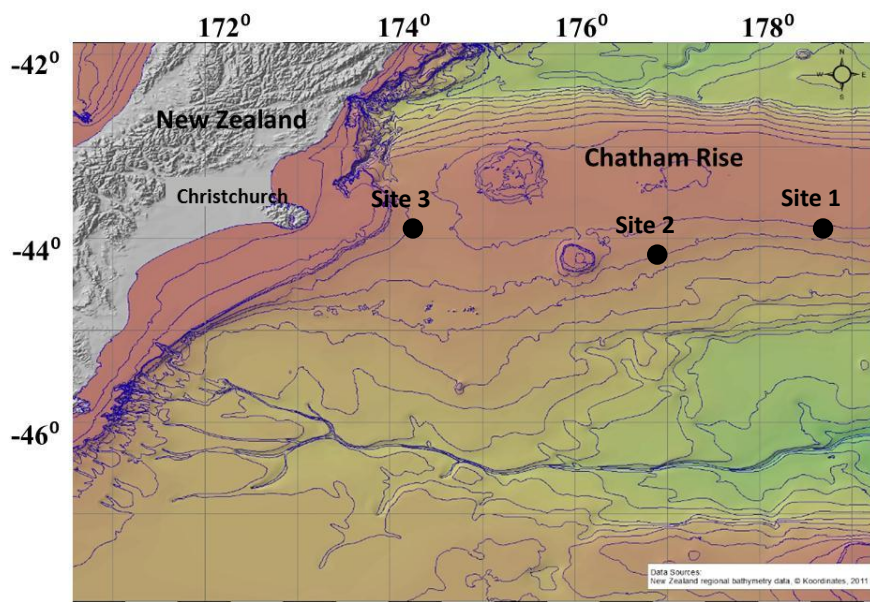 172⁰ 174⁰ 176⁰ 178⁰
-42⁰
N
W E
S
New Zealand
Chatham Rise
Christchurch
Site 3
Site 1
Site 2
-44⁰
-46⁰
Data Sources:
New Zealand regional bathymetry data, © Koordinates, 2011